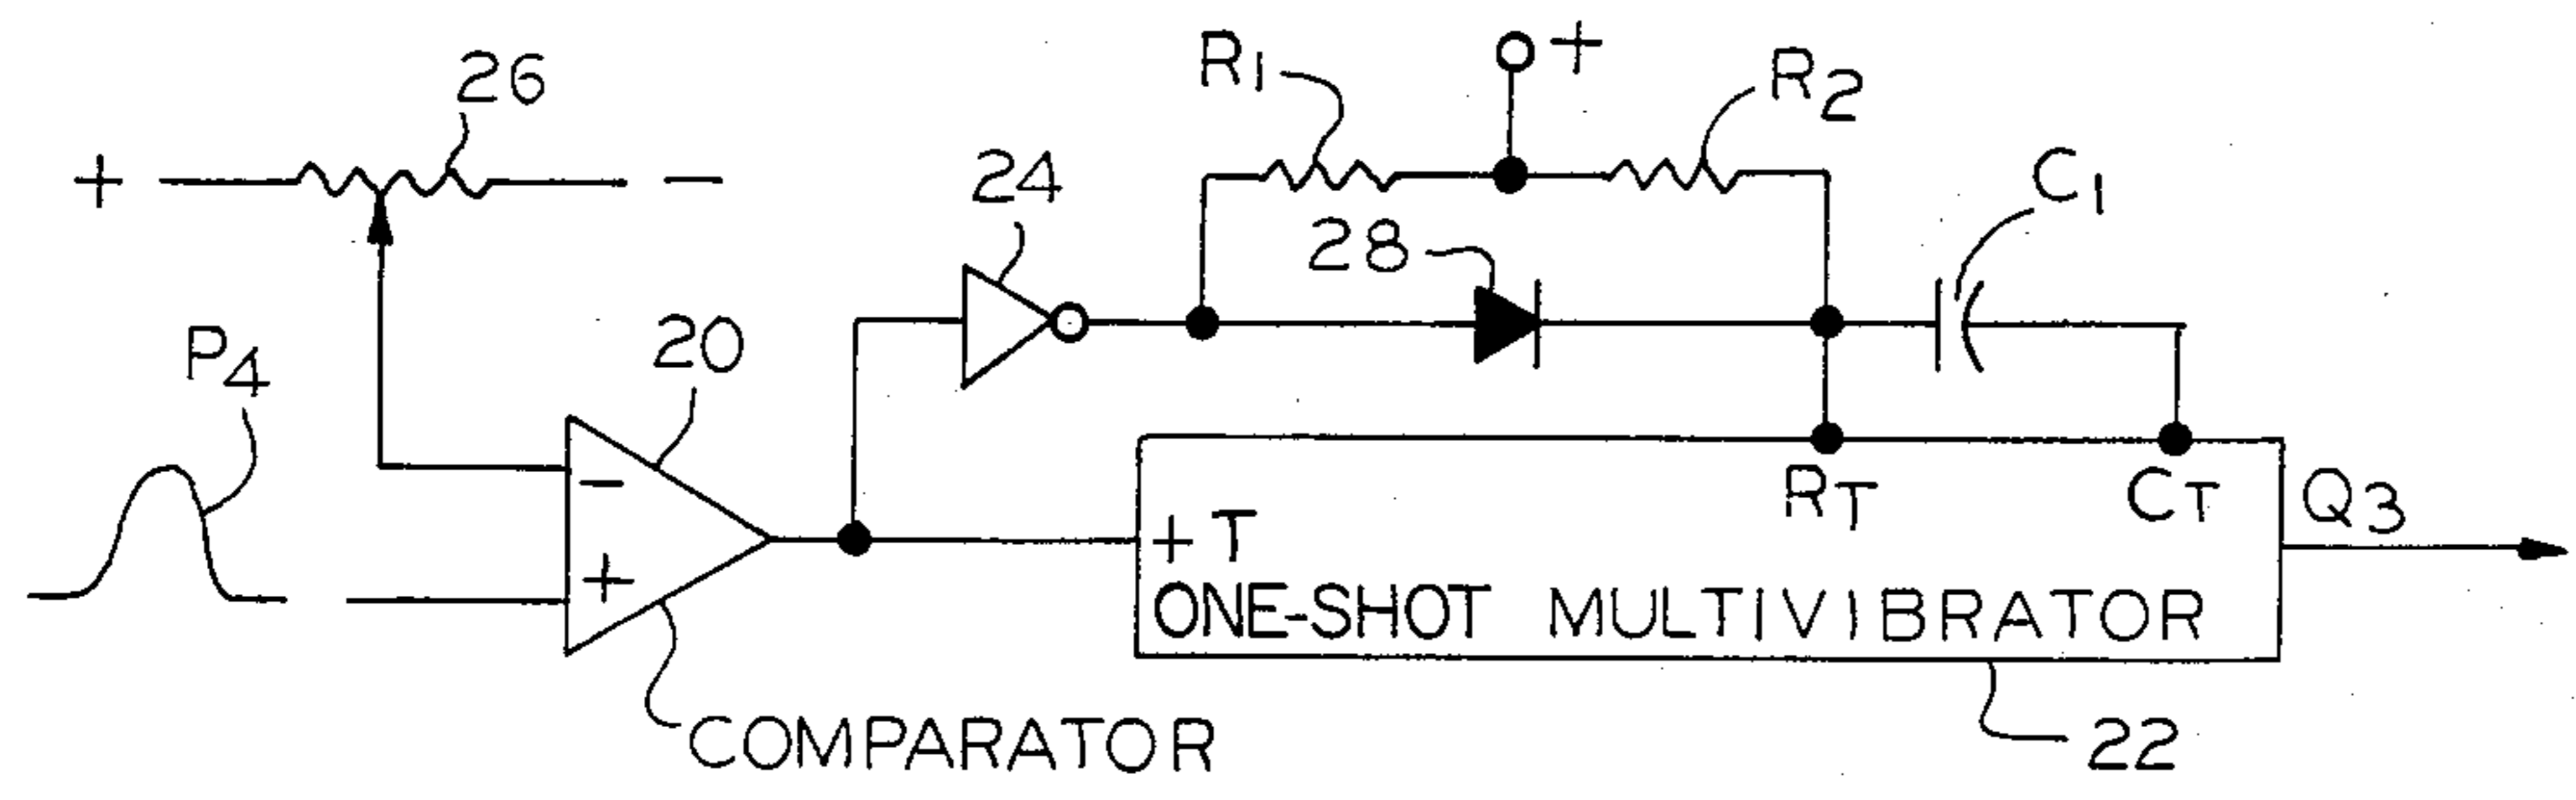 26
+
−
R1
+
R2
24
28
C1
P4
20
−
+
+T
RT
CT
Q3
ONE-SHOT MULTIVIBRATOR
COMPARATOR
22